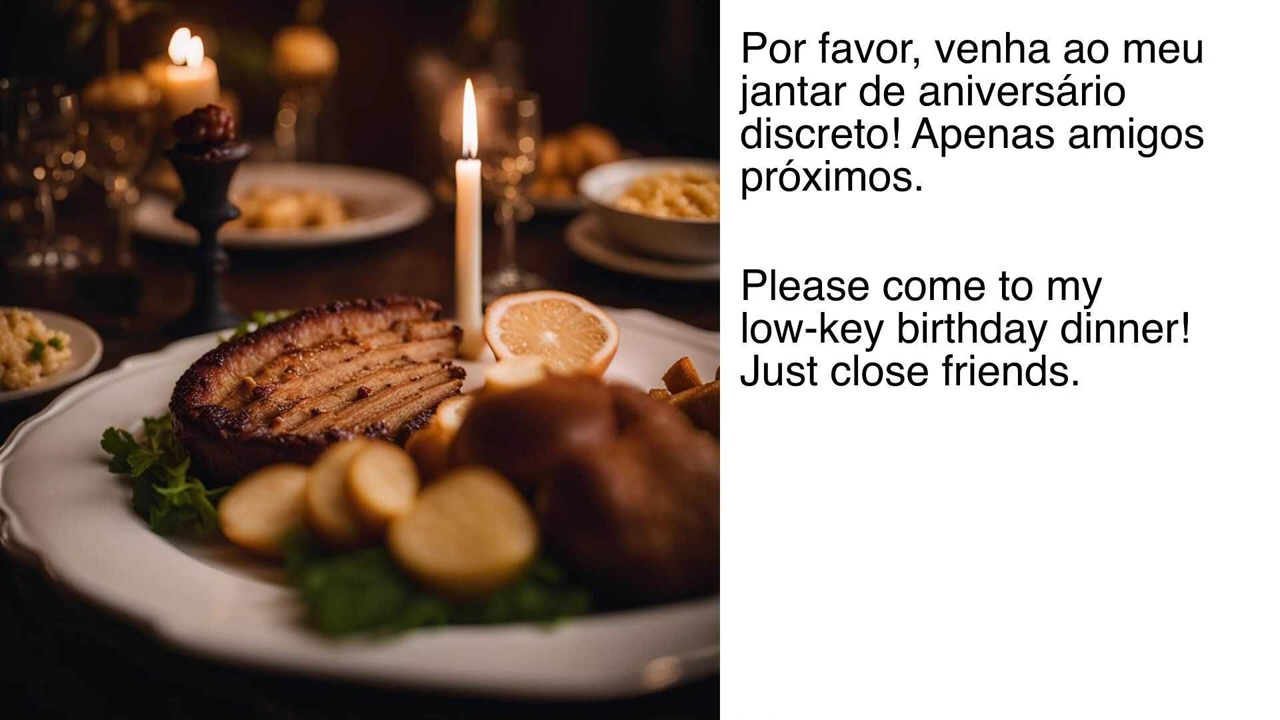 Por favor, venha ao meu
jantar de aniversário
discreto! Apenas amigos
próximos.
Please come to my
low-key birthday dinner!
Just close friends.